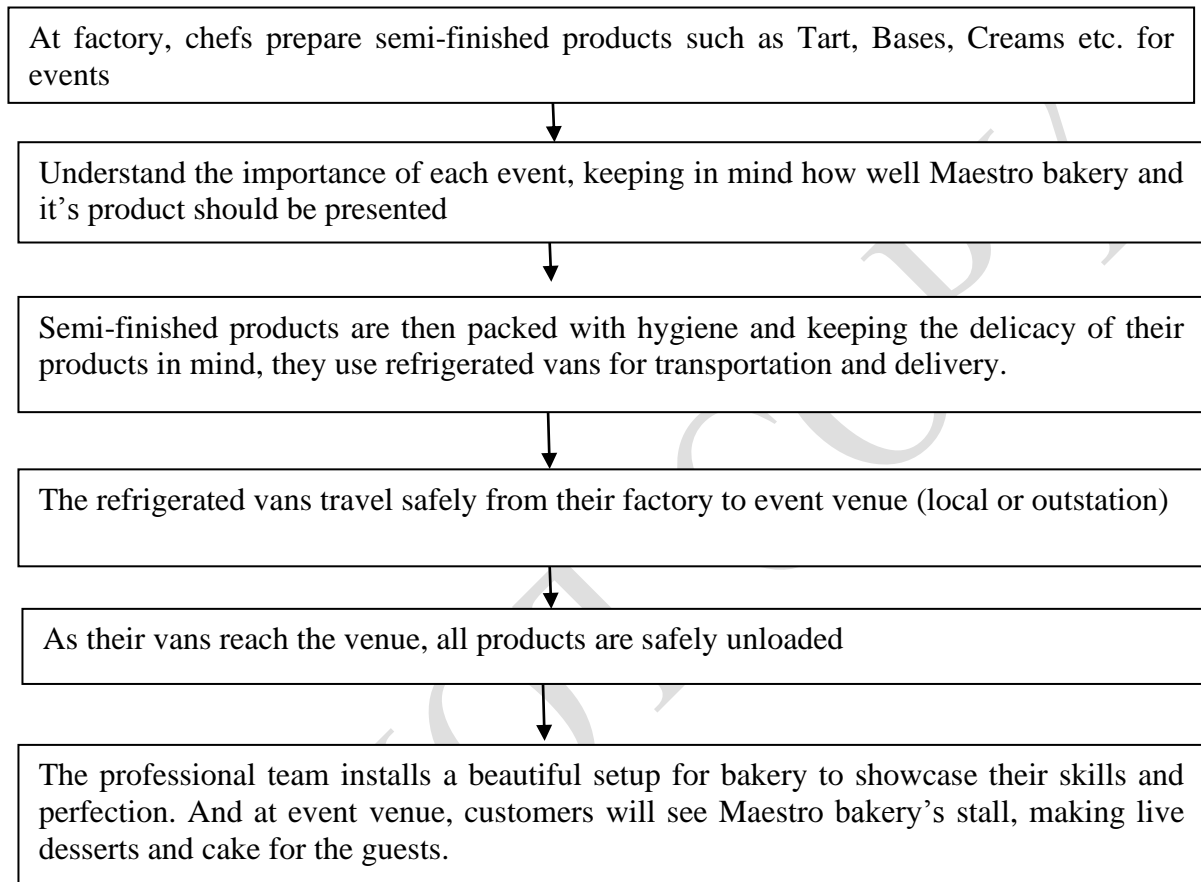 At factory, chefs prepare semi-finished products such as Tart, Bases, Creams etc. for
events
Understand the importance of each event, keeping in mind how well Maestro bakery and
it’s product should be presented
Semi-finished products are then packed with hygiene and keeping the delicacy of their
products in mind, they use refrigerated vans for transportation and delivery.
The refrigerated vans travel safely from their factory to event venue (local or outstation)
As their vans reach the venue, all products are safely unloaded
The professional team installs a beautiful setup for bakery to showcase their skills and
perfection. And at event venue, customers will see Maestro bakery’s stall, making live
desserts and cake for the guests.